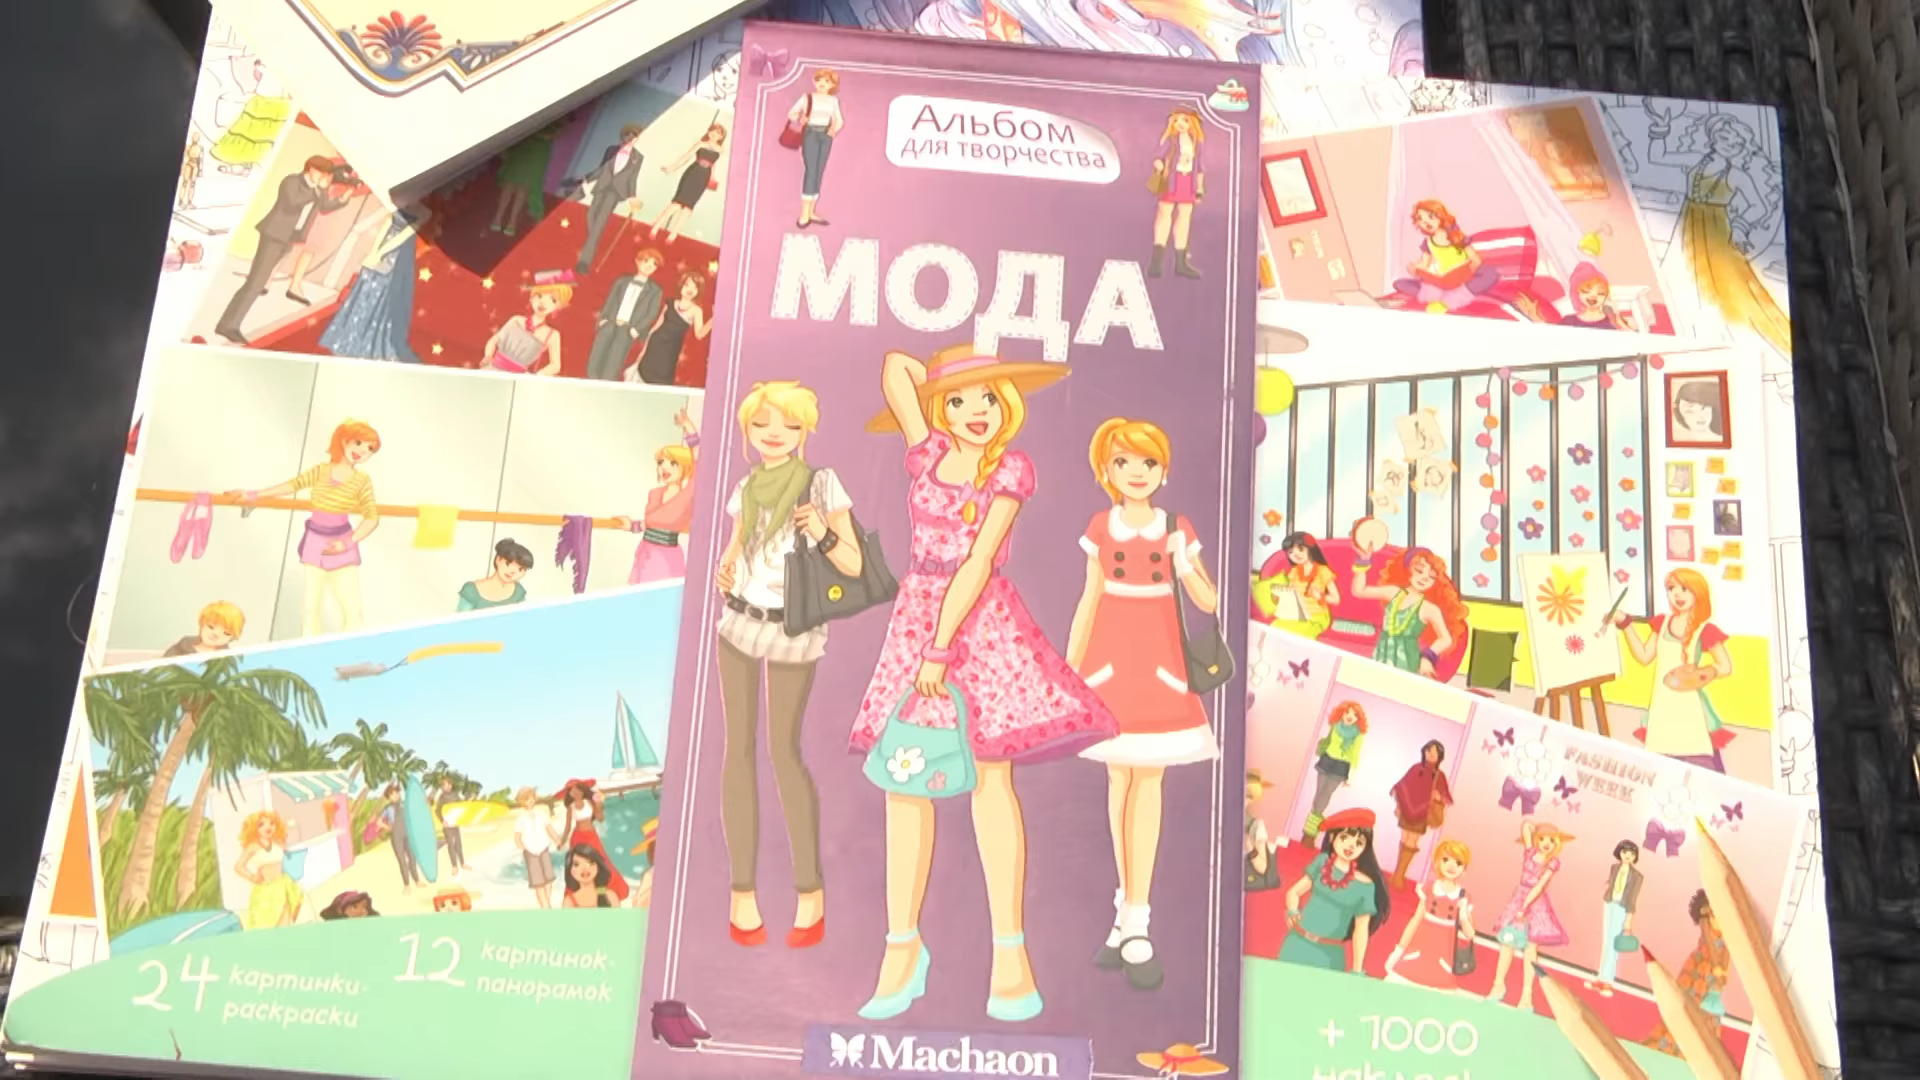 Альбом
для творчества
МОДА
FASHION
WEEK
24 картинки-
раскраски
12 картинок-
панорамок
+ 1000
Machaon